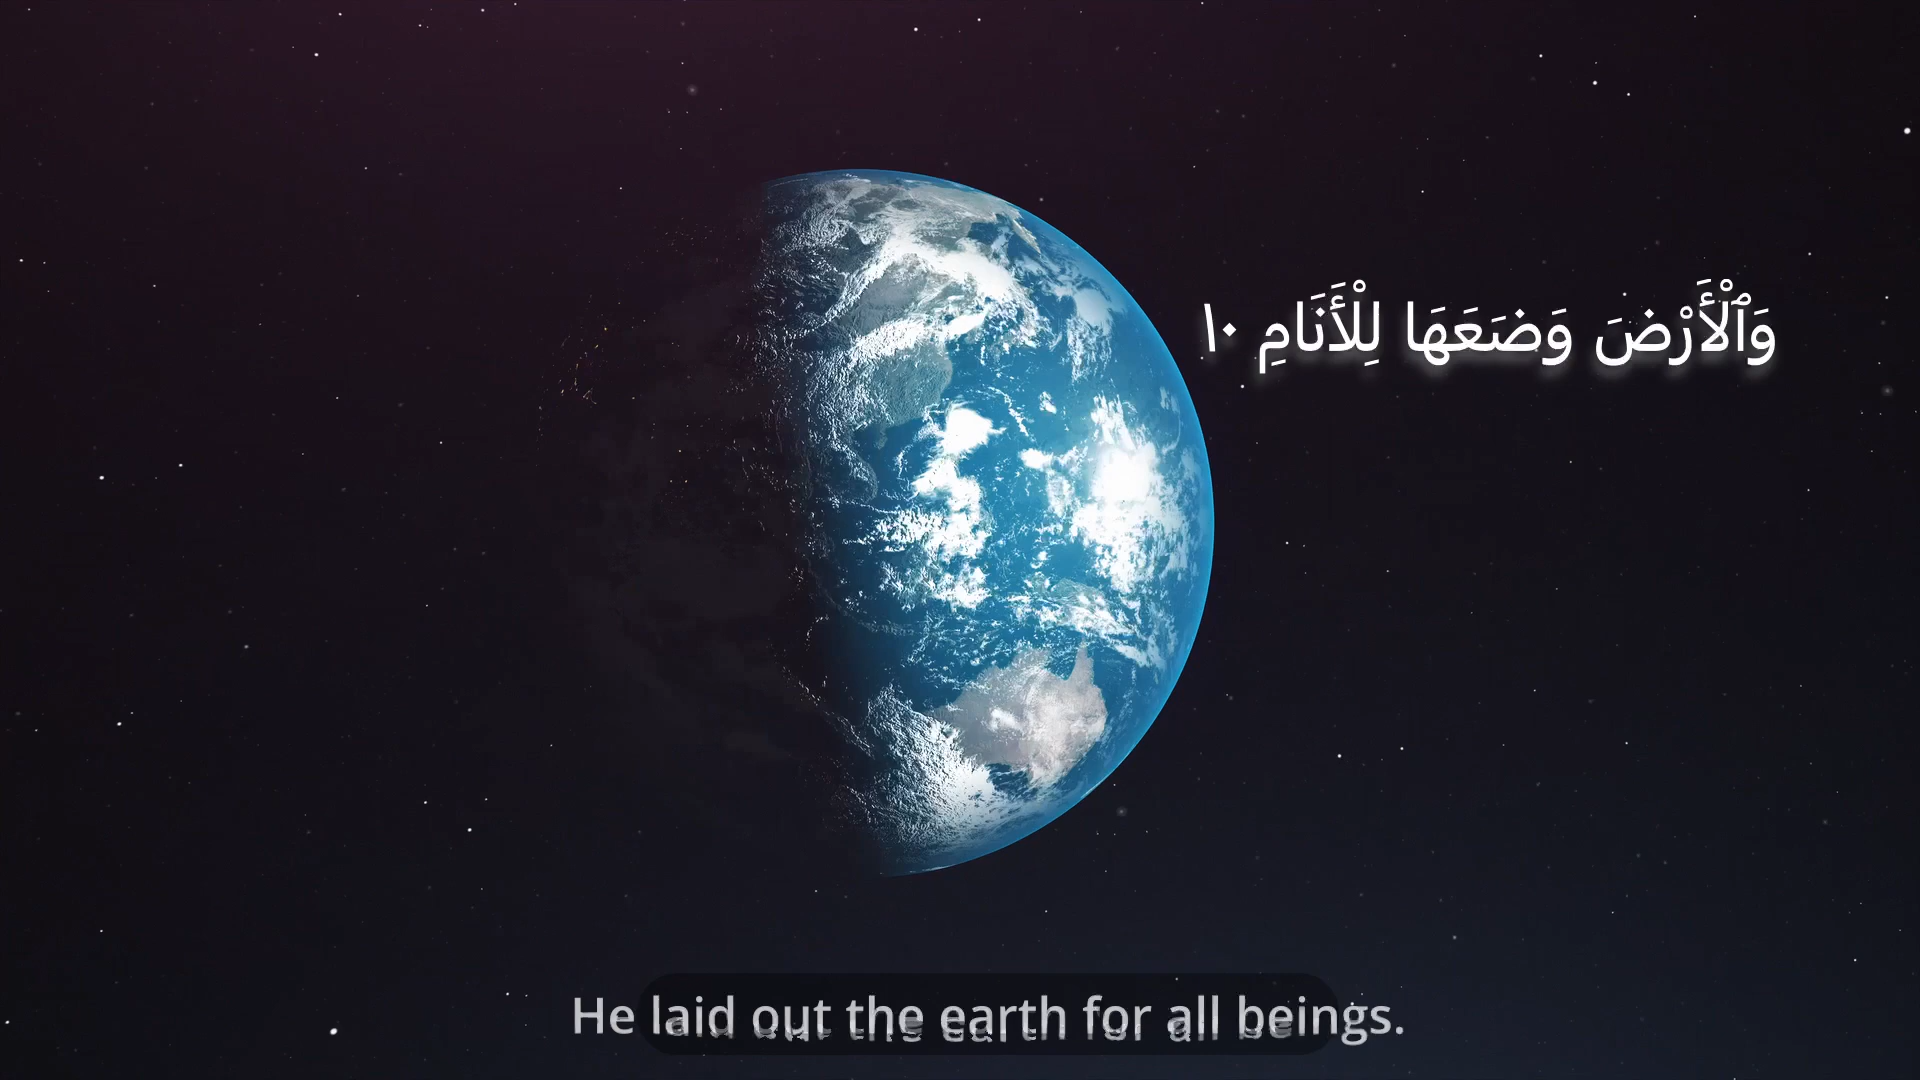 وَٱلْأَرْضَ وَضَعَهَا لِلْأَنَامِ ١٠
He laid out the earth for all beings.